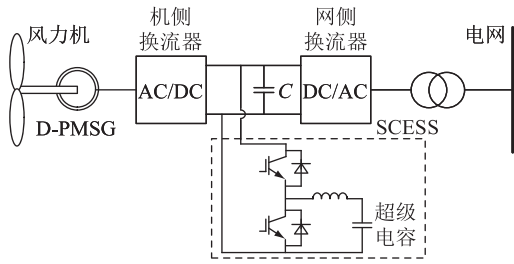 风力机
D-PMSG
机侧
换流器
AC/DC
C
网侧
换流器
DC/AC
SCESS
电网
超级
电容